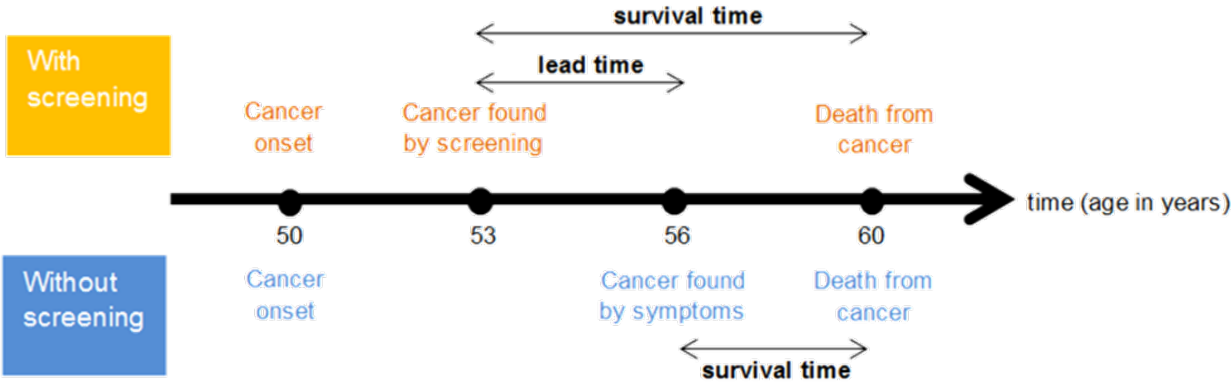 survival time
With
screening
lead time
Cancer
onset
Cancer found
by screening
Death from
cancer
time (age in years)
50
53
56
60
Without
screening
Cancer
onset
Cancer found
by symptoms
Death from
cancer
survival time